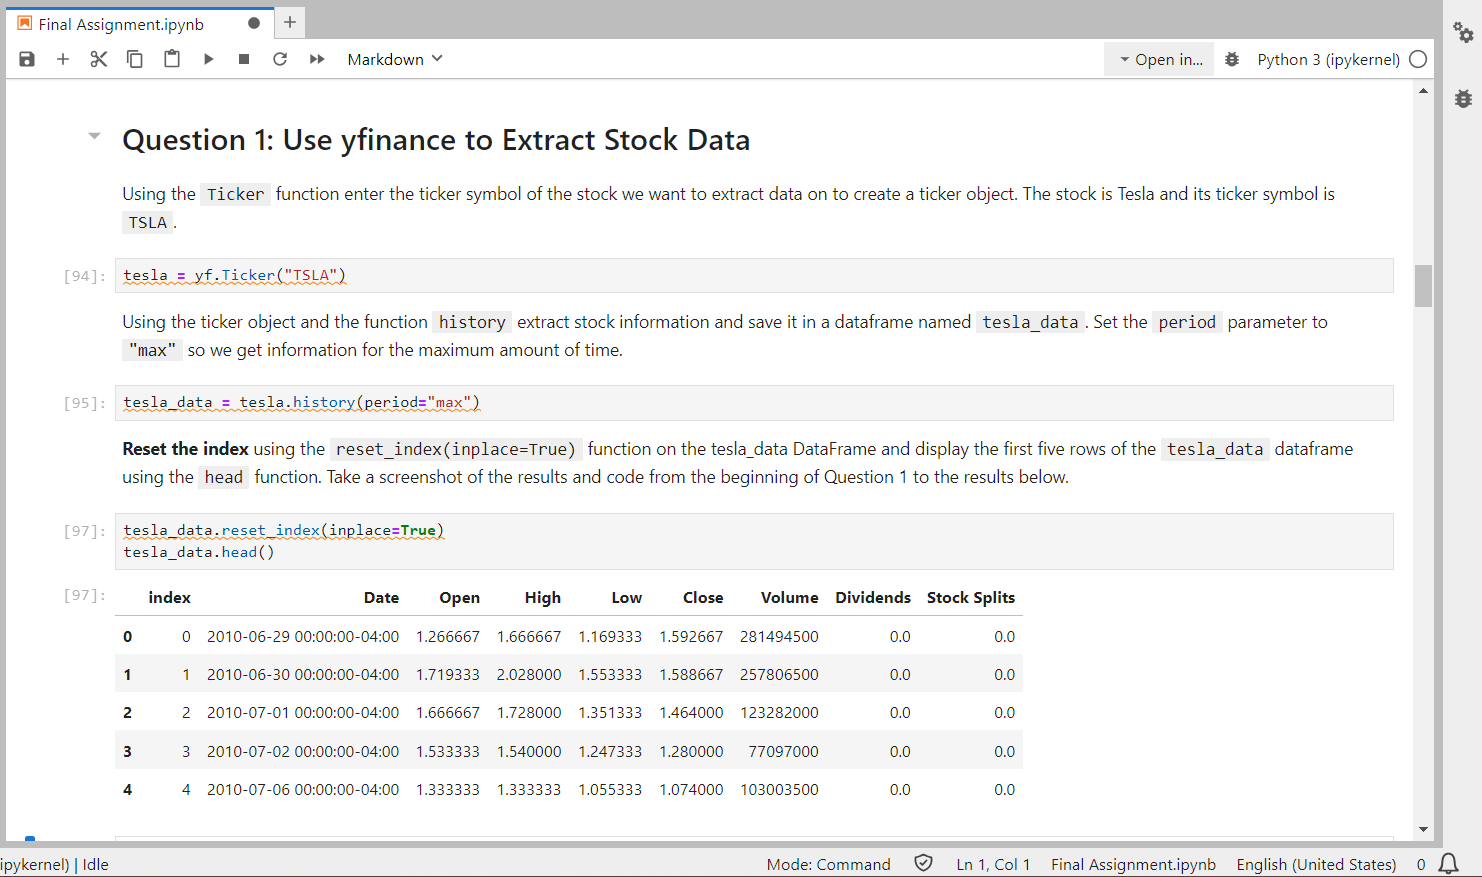 Final Assignment.ipynb
Markdown
Open in...
Python 3 (ipykernel)
Question 1: Use yfinance to Extract Stock Data
Using the Ticker function enter the ticker symbol of the stock we want to extract data on to create a ticker object. The stock is Tesla and its ticker symbol is
TSLA .
[94]: tesla = yf.Ticker("TSLA")
Using the ticker object and the function history extract stock information and save it in a dataframe named tesla_data . Set the period parameter to
"max" so we get information for the maximum amount of time.
[95]: tesla_data = tesla.history(period="max")
Reset the index using the reset_index(inplace=True) function on the tesla_data DataFrame and display the first five rows of the tesla_data dataframe
using the head function. Take a screenshot of the results and code from the beginning of Question 1 to the results below.
[97]: tesla_data.reset_index(inplace=True)
tesla_data.head()
[97]: index Date Open High Low Close Volume Dividends Stock Splits
0 0 2010-06-29 00:00:00-04:00 1.266667 1.666667 1.169333 1.592667 281494500 0.0 0.0
1 1 2010-06-30 00:00:00-04:00 1.719333 2.028000 1.553333 1.588667 257806500 0.0 0.0
2 2 2010-07-01 00:00:00-04:00 1.666667 1.728000 1.351333 1.464000 123282000 0.0 0.0
3 3 2010-07-02 00:00:00-04:00 1.533333 1.540000 1.247333 1.280000 77097000 0.0 0.0
4 4 2010-07-06 00:00:00-04:00 1.333333 1.333333 1.055333 1.074000 103003500 0.0 0.0
ipykernel) | Idle
Mode: Command
Ln 1, Col 1
Final Assignment.ipynb
English (United States)
0